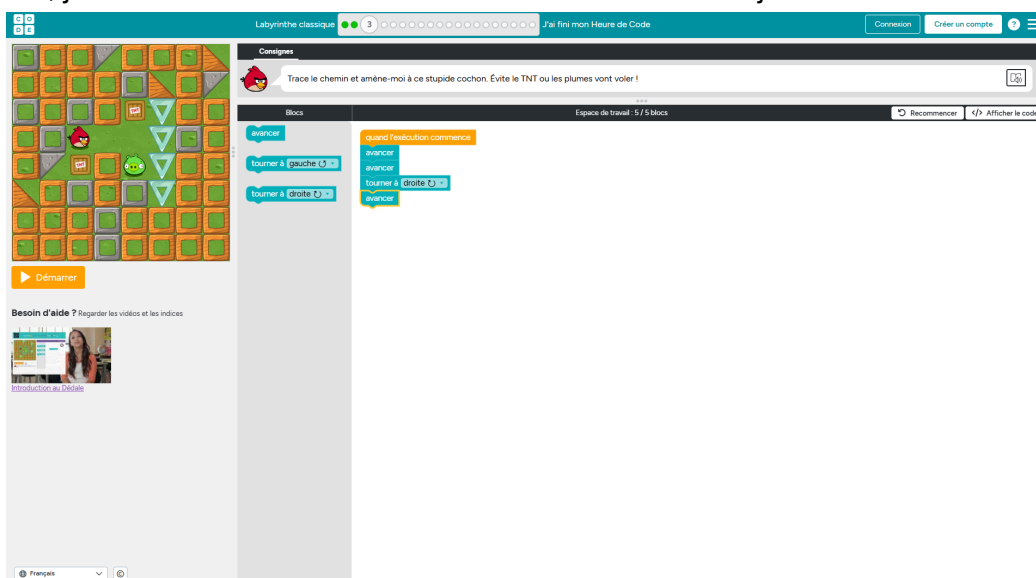 C O
D E
Labyrinthe classique
3
J'ai fini mon Heure de Code
Connexion
Créer un compte
?
Consignes
Trace le chemin et amène-moi à ce stupide cochon. Évite le TNT ou les plumes vont voler !
Blocs
Espace de travail : 5 / 5 blocs
Recommencer
</> Afficher le code
TNT
TNT
avancer
tourner à gauche
tourner à droite
quand l'exécution commence
avancer
avancer
tourner à droite
avancer
Démarrer
Besoin d'aide ? Regarder les vidéos et les indices
Introduction au Dédale
Français
©